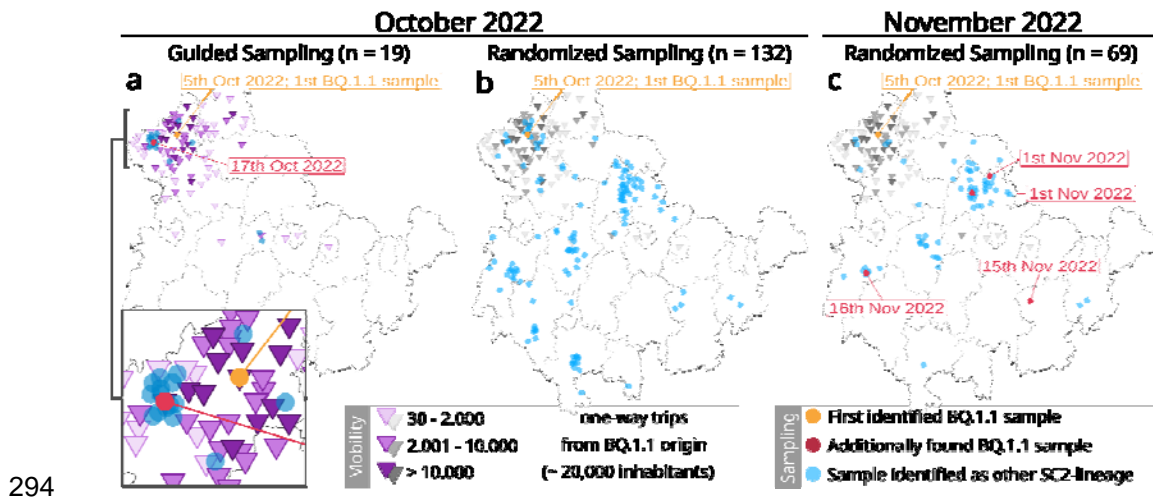 October 2022
November 2022
Guided Sampling (n = 19)
Randomized Sampling (n = 132)
Randomized Sampling (n = 69)
a
5th Oct 2022; 1st BQ.1.1 sample
b
5th Oct 2022; 1st BQ.1.1 sample
c
5th Oct 2022; 1st BQ.1.1 sample
17th Oct 2022
1st Nov 2022
1st Nov 2022
15th Nov 2022
16th Nov 2022
Mobility
30 - 2.000
2.001 - 10.000
> 10.000
one-way trips
from BQ.1.1 origin
(~ 20,000 inhabitants)
Sampling
First identified BQ.1.1 sample
Additionally found BQ.1.1 sample
Sample identified as other SC2-lineage
294